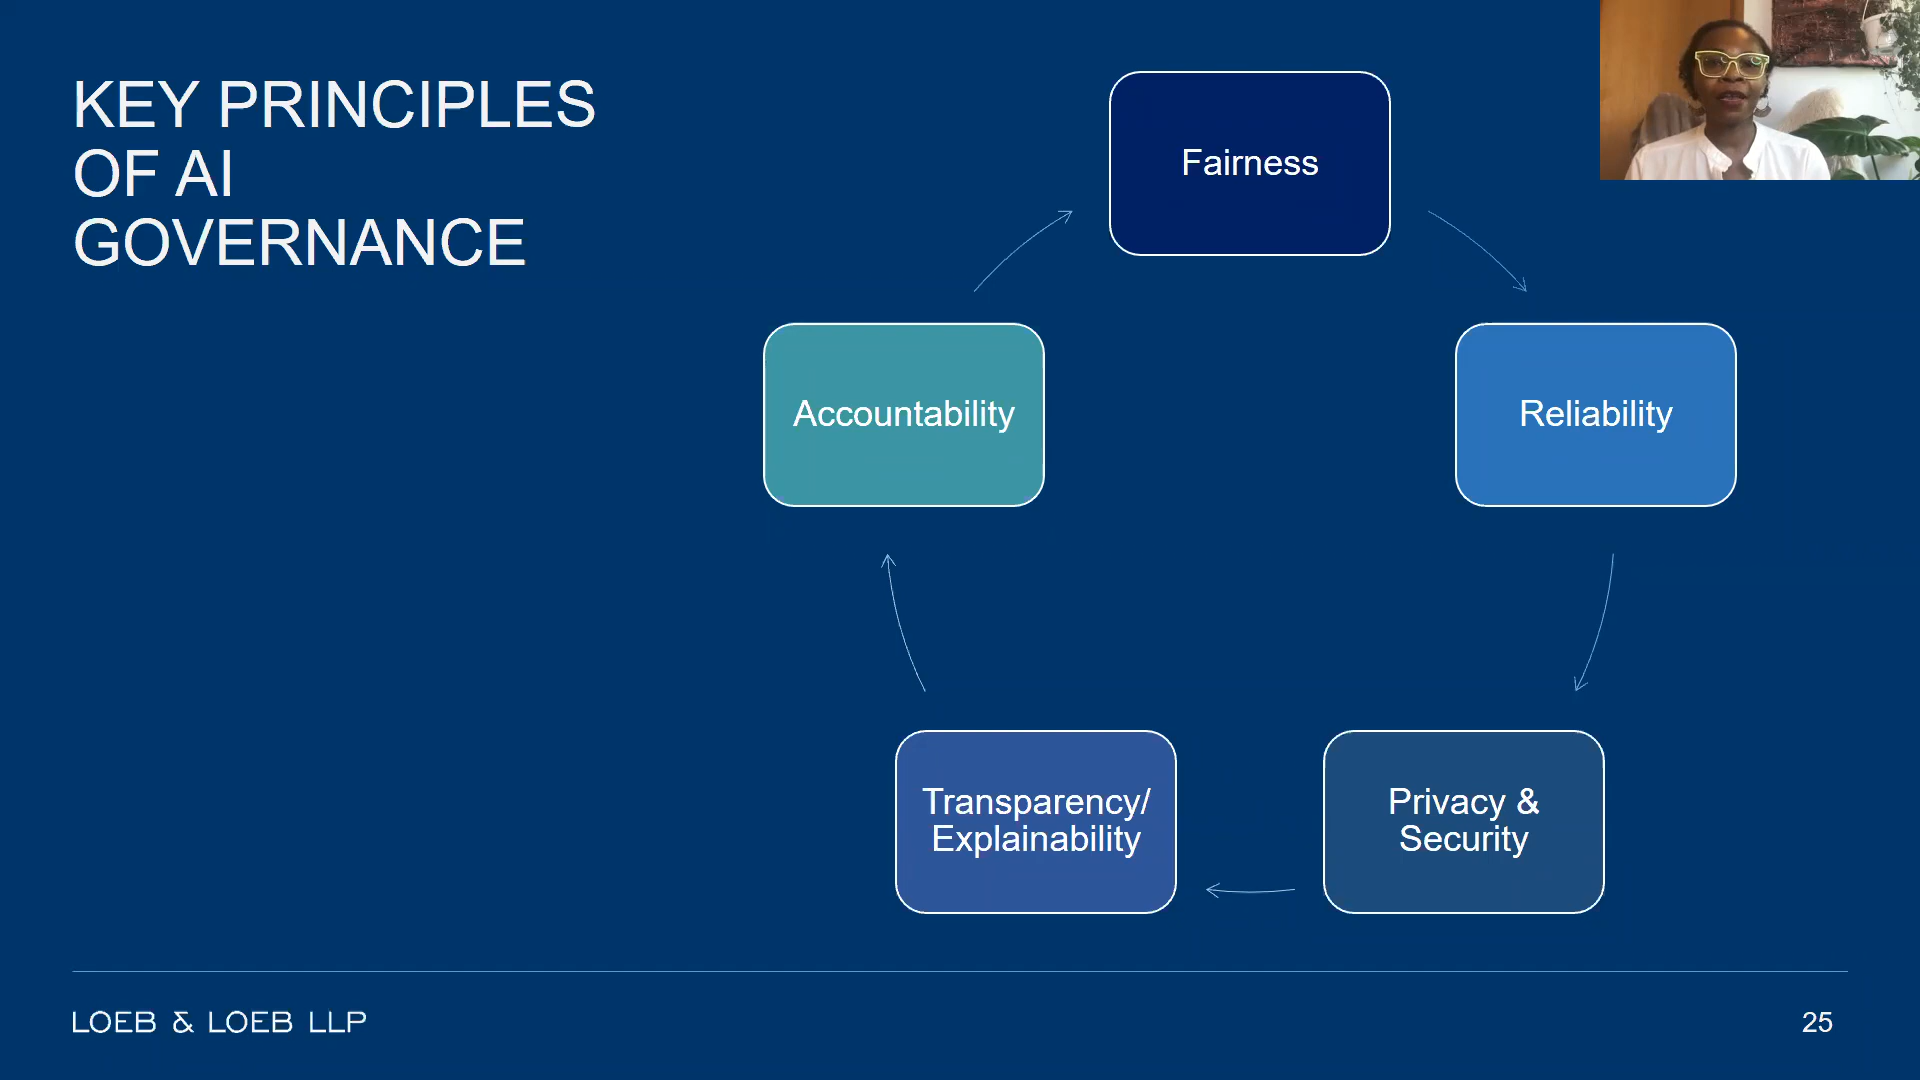 KEY PRINCIPLES
OF AI
GOVERNANCE
Fairness
Reliability
Privacy &
Security
Transparency/
Explainability
Accountability
LOEB & LOEB LLP
25